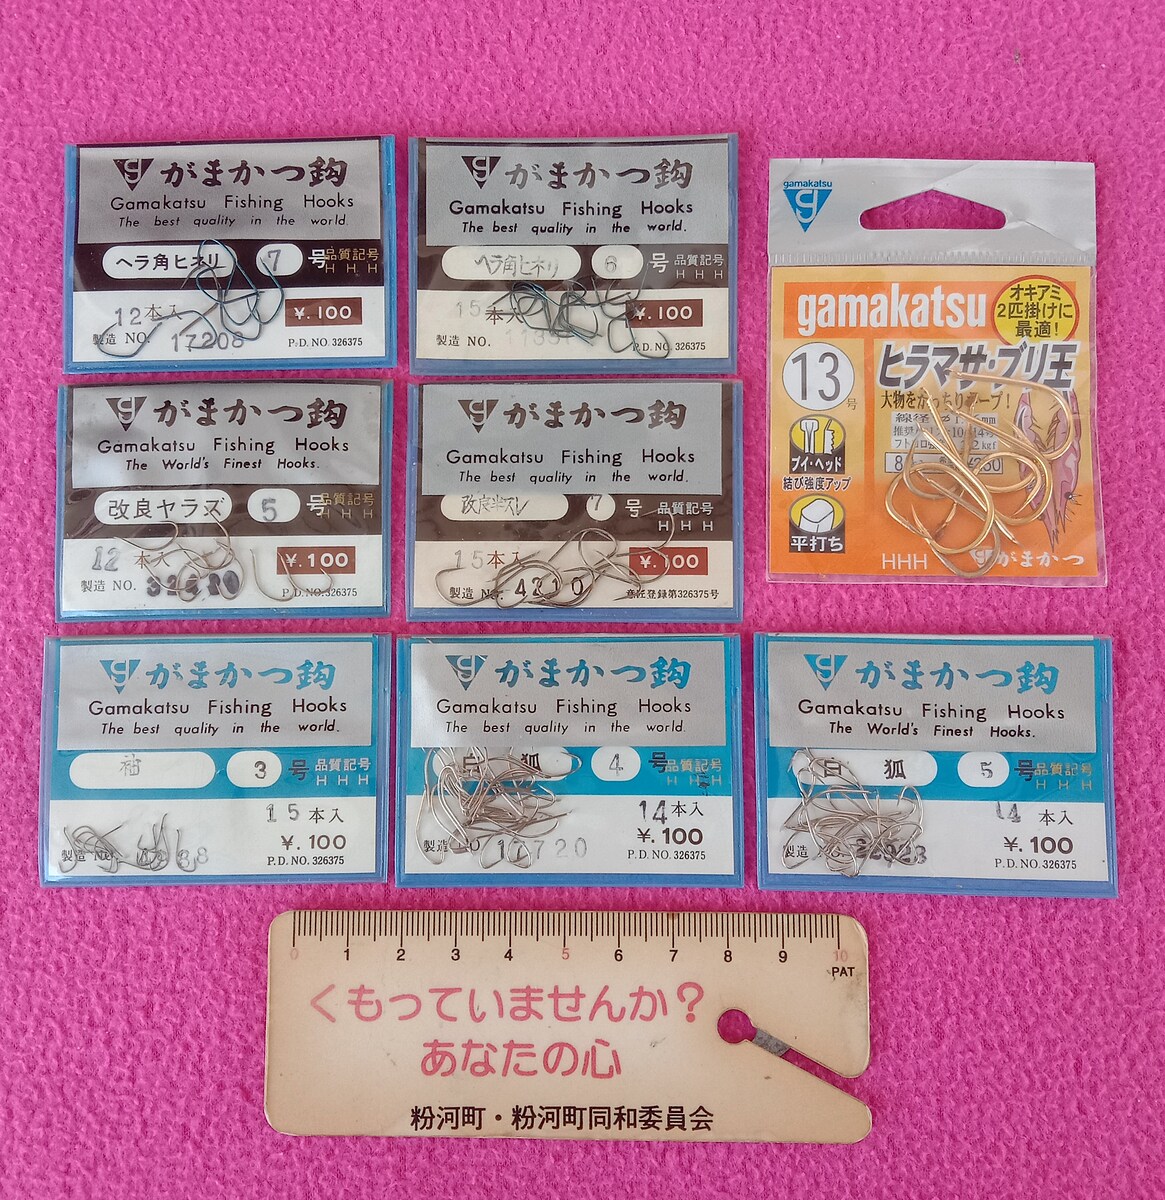 がまかつ鈎
Gamakatsu Fishing Hooks
The best quality in the world.
ヘラ角ヒネリ 7 号 品質記号
H H H
12本入 ¥.100
製造 NO. 17208 P.D.NO. 326375
がまかつ鈎
Gamakatsu Fishing Hooks
The best quality in the world.
ヘラ角ヒネリ 6 号 品質記号
H H H
15本入 ¥.100
製造 NO. P.D.NO. 326375
gamakatsu
gamakatsu
オキアミ
2匹掛けに
最適!
13号
ヒラマサ・ブリ王
大物をがっちりキープ!
ブイ・ヘッド
結び強度アップ
平打ち
HHH がまかつ
がまかつ鈎
Gamakatsu Fishing Hooks
The World's Finest Hooks.
改良ヤラズ 5 号 品質記号
H H H
12本入 ¥.100
製造 NO. P.D.NO.326375
がまかつ鈎
Gamakatsu Fishing Hooks
The best quality in the world.
改良半スレ 7 号 品質記号
H H H
15本入 ¥.100
製造 NO. 4210 意匠登録第326375号
がまかつ鈎
Gamakatsu Fishing Hooks
The best quality in the world.
袖 3 号 品質記号
H H H
15本入
¥.100
製造 NO. P.D.NO. 326375
がまかつ鈎
Gamakatsu Fishing Hooks
The best quality in the world.
白狐 4 号 品質記号
H H H
14本入
¥.100
製造 NO. 17720 P.D.NO. 326375
がまかつ鈎
Gamakatsu Fishing Hooks
The World's Finest Hooks.
白狐 5 号 品質記号
H H H
14本入
¥.100
製造 P.D.NO. 326375
0 1 2 3 4 5 6 7 8 9 10
PAT
くもっていませんか?
あなたの心
粉河町・粉河町同和委員会